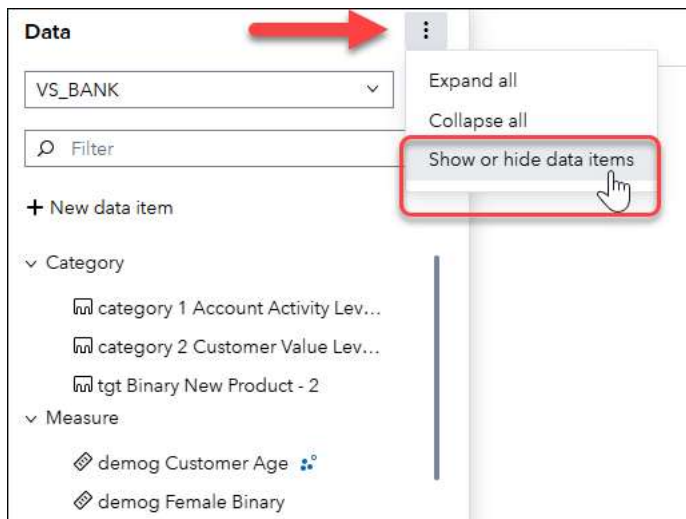 Data
VS_BANK
Expand all
Collapse all
Show or hide data items
Filter
+ New data item
Category
category 1 Account Activity Lev...
category 2 Customer Value Lev...
tgt Binary New Product - 2
Measure
demog Customer Age
demog Female Binary